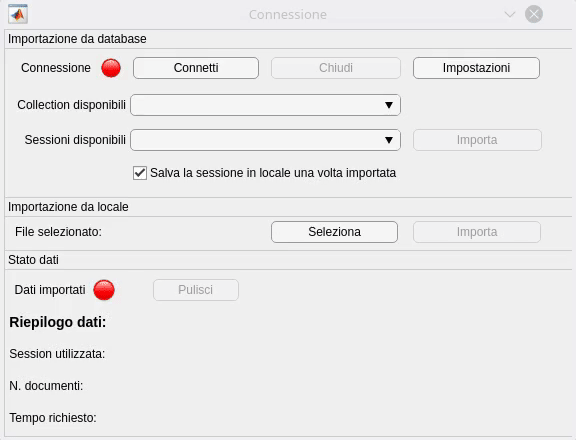 Connessione
Importazione da database
Connessione Connetti Chiudi Impostazioni
Collection disponibili
Sessioni disponibili Importa
Salva la sessione in locale una volta importata
Importazione da locale
File selezionato: Seleziona Importa
Stato dati
Dati importati Pulisci
Riepilogo dati:
Session utilizzata:
N. documenti:
Tempo richiesto: